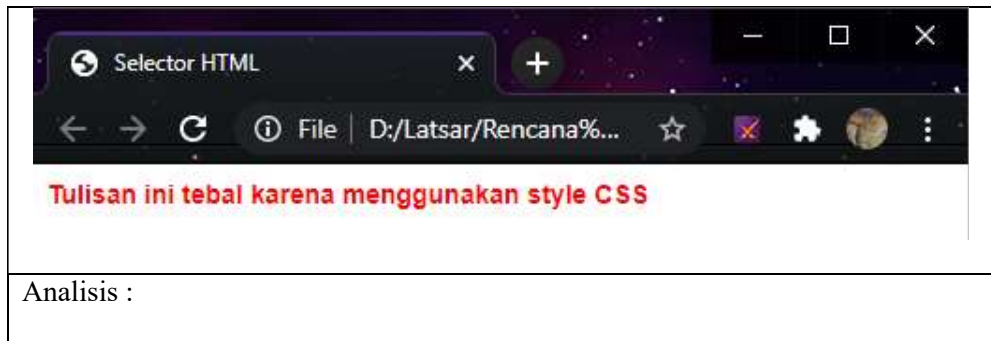 Selector HTML
File | D:/Latsar/Rencana%...
Tulisan ini tebal karena menggunakan style CSS
Analisis :